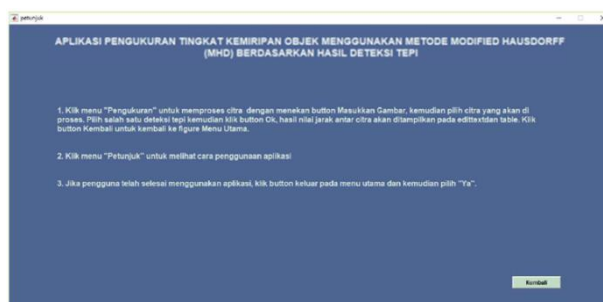 petunjuk
APLIKASI PENGUKURAN TINGKAT KEMIRIPAN OBJEK MENGGUNAKAN METODE MODIFIED HAUSDORFF
(MHD) BERDASARKAN HASIL DETEKSI TEPI
1. Klik menu "Pengukuran" untuk memproses citra dengan menekan button Masukkan Gambar, kemudian pilih citra yang akan di
proses. Pilih salah satu deteksi tepi kemudian klik button Ok, hasil nilai jarak antar citra akan ditampilkan pada edittextdan table. Klik
button Kembali untuk kembali ke figure Menu Utama.
2. Klik menu "Petunjuk" untuk melihat cara penggunaan aplikasi
3. Jika pengguna telah selesai menggunakan aplikasi, klik button keluar pada menu utama dan kemudian pilih "Ya".
Kembali